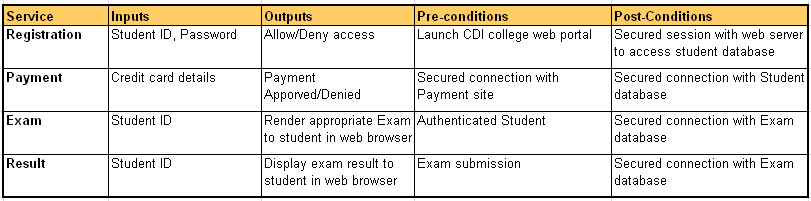 Service Inputs Outputs Pre-conditions Post-Conditions
Registration Student ID, Password Allow/Deny access Launch CDI college web portal Secured session with web server
to access student database
Payment Credit card details Payment Secured connection with Secured connection with Student
Apporved/Denied Payment site database
Exam Student ID Render appropriate Exam Authenticated Student Secured connection with Exam
to student in web browser database
Result Student ID Display exam result to Exam submission Secured connection with Exam
student in web browser database